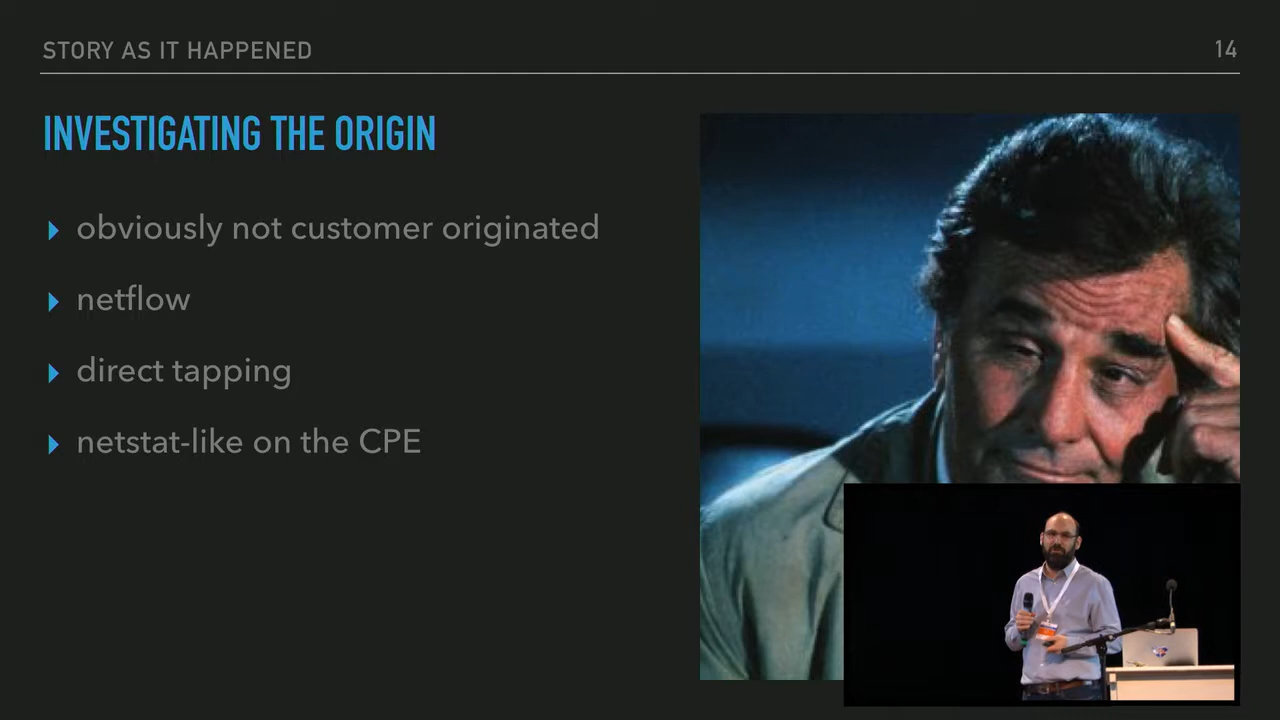 STORY AS IT HAPPENED
14
INVESTIGATING THE ORIGIN
obviously not customer originated
netflow
direct tapping
netstat-like on the CPE